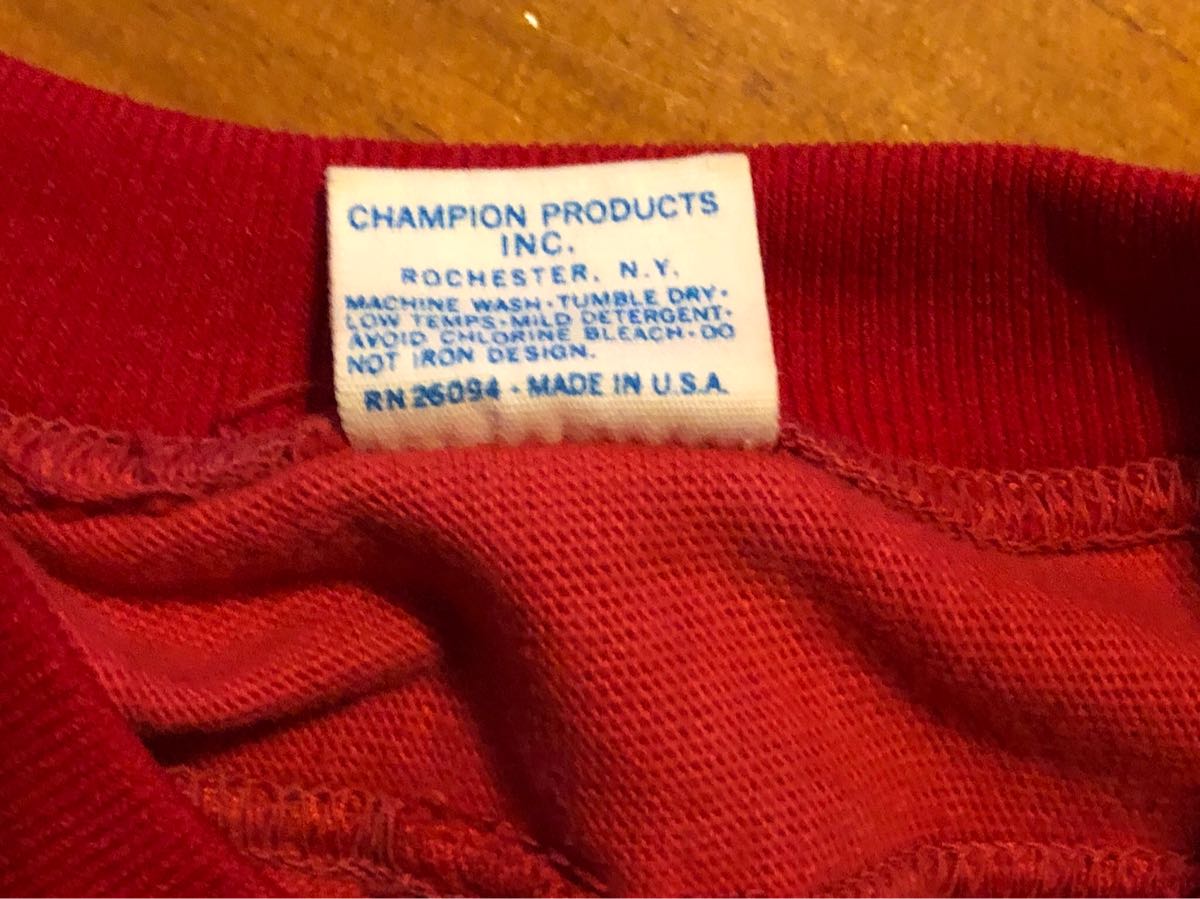 CHAMPION PRODUCTS
INC.
ROCHESTER, N.Y.
MACHINE WASH·TUMBLE DRY·
LOW TEMPS·MILD DETERGENT·
AVOID CHLORINE BLEACH·DO
NOT IRON DESIGN.
RN 26094 · MADE IN U.S.A.